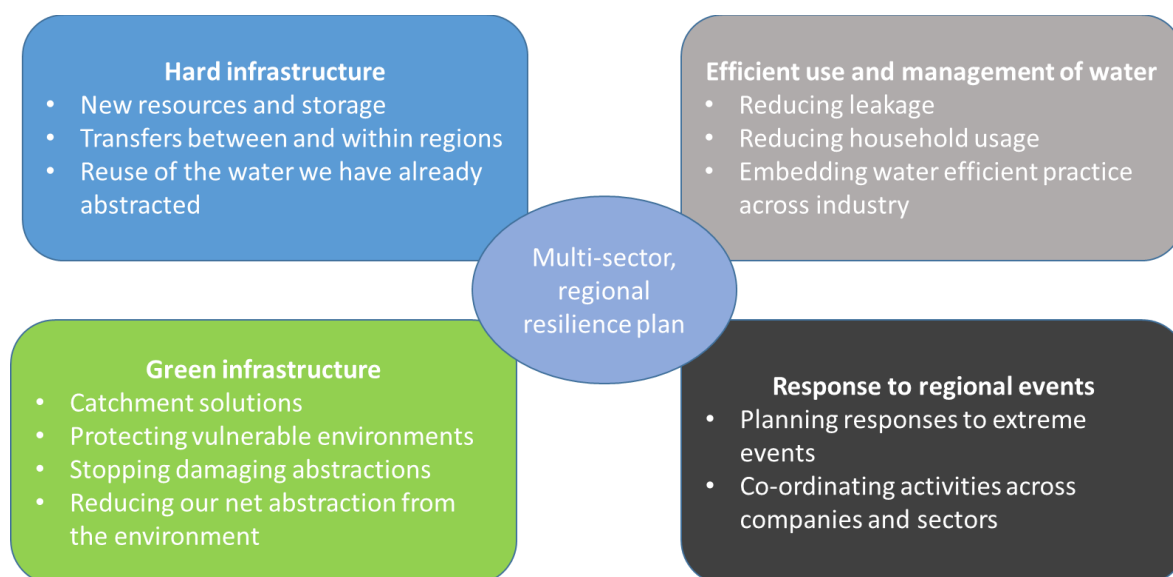 Hard infrastructure
• New resources and storage
• Transfers between and within regions
• Reuse of the water we have already
abstracted
Efficient use and management of water
• Reducing leakage
• Reducing household usage
• Embedding water efficient practice
across industry
Multi-sector,
regional
resilience plan
Green infrastructure
• Catchment solutions
• Protecting vulnerable environments
• Stopping damaging abstractions
• Reducing our net abstraction from
the environment
Response to regional events
• Planning responses to extreme
events
• Co-ordinating activities across
companies and sectors